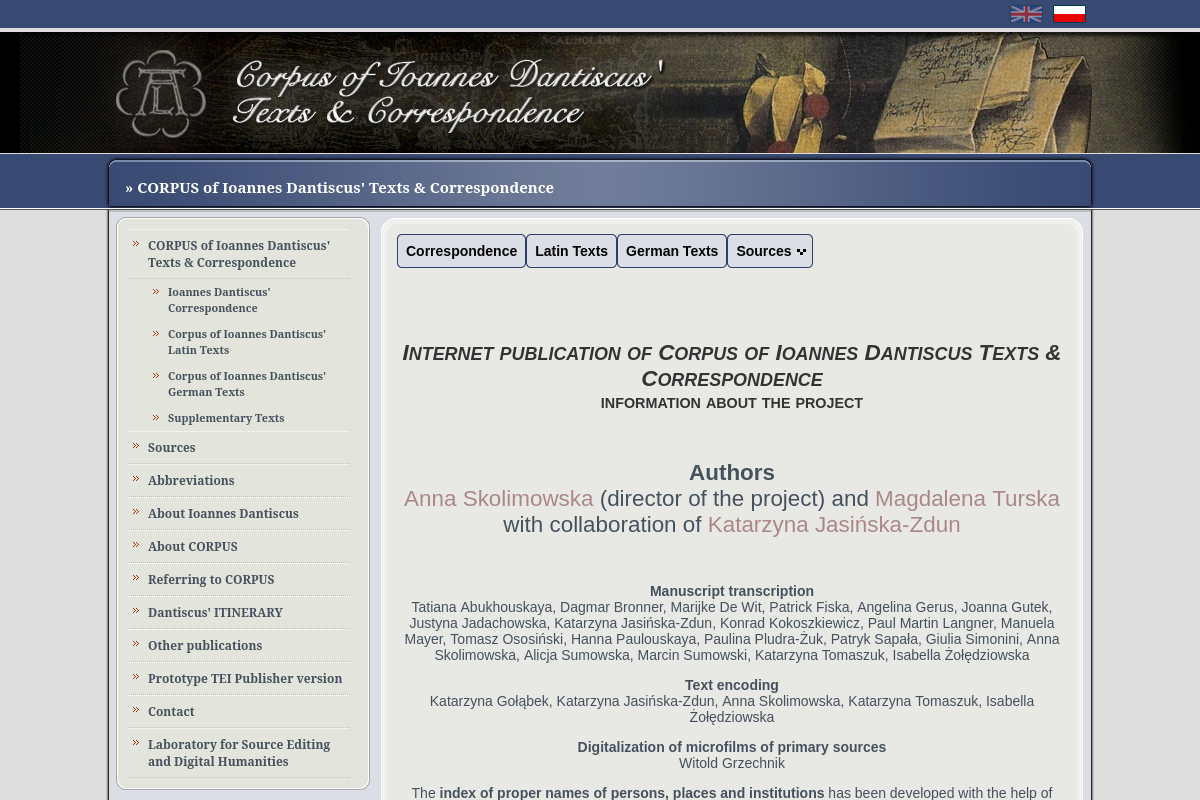 Corpus of Ioannes Dantiscus'
Texts & Correspondence
» CORPUS of Ioannes Dantiscus' Texts & Correspondence
CORPUS of Ioannes Dantiscus'
Texts & Correspondence
Ioannes Dantiscus'
Correspondence
Corpus of Ioannes Dantiscus'
Latin Texts
Corpus of Ioannes Dantiscus'
German Texts
Supplementary Texts
Sources
Abbreviations
About Ioannes Dantiscus
About CORPUS
Referring to CORPUS
Dantiscus' ITINERARY
Other publications
Prototype TEI Publisher version
Contact
Laboratory for Source Editing
and Digital Humanities
Correspondence Latin Texts German Texts Sources
Internet publication of Corpus of Ioannes Dantiscus Texts &
Correspondence
information about the project
Authors
Anna Skolimowska (director of the project) and Magdalena Turska
with collaboration of Katarzyna Jasińska-Zdun
Manuscript transcription
Tatiana Abukhouskaya, Dagmar Bronner, Marijke De Wit, Patrick Fiska, Angelina Gerus, Joanna Gutek,
Justyna Jadachowska, Katarzyna Jasińska-Zdun, Konrad Kokoszkiewicz, Paul Martin Langner, Manuela
Mayer, Tomasz Ososiński, Hanna Paulouskaya, Paulina Pludra-Żuk, Patryk Sapała, Giulia Simonini, Anna
Skolimowska, Alicja Sumowska, Marcin Sumowski, Katarzyna Tomaszuk, Isabella Żołędziowska
Text encoding
Katarzyna Gołąbek, Katarzyna Jasińska-Zdun, Anna Skolimowska, Katarzyna Tomaszuk, Isabella
Żołędziowska
Digitalization of microfilms of primary sources
Witold Grzechnik
The index of proper names of persons, places and institutions has been developed with the help of